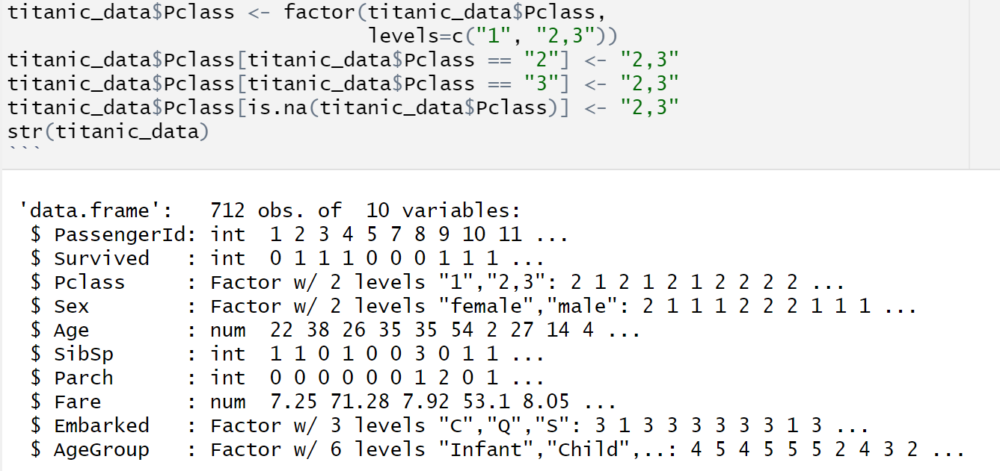 titanic_data$Pclass <- factor(titanic_data$Pclass,
                              levels=c("1", "2,3"))
titanic_data$Pclass[titanic_data$Pclass == "2"] <- "2,3"
titanic_data$Pclass[titanic_data$Pclass == "3"] <- "2,3"
titanic_data$Pclass[is.na(titanic_data$Pclass)] <- "2,3"
str(titanic_data)
```
'data.frame':   712 obs. of  10 variables:
 $ PassengerId: int  1 2 3 4 5 7 8 9 10 11 ...
 $ Survived   : int  0 1 1 1 0 0 0 1 1 1 ...
 $ Pclass     : Factor w/ 2 levels "1","2,3": 2 1 2 1 2 1 2 2 2 2 ...
 $ Sex        : Factor w/ 2 levels "female","male": 2 1 1 1 2 2 2 1 1 1 ...
 $ Age        : num  22 38 26 35 35 54 2 27 14 4 ...
 $ SibSp      : int  1 1 0 1 0 0 3 0 1 1 ...
 $ Parch      : int  0 0 0 0 0 0 1 2 0 1 ...
 $ Fare       : num  7.25 71.28 7.92 53.1 8.05 ...
 $ Embarked   : Factor w/ 3 levels "C","Q","S": 3 1 3 3 3 3 3 3 1 3 ...
 $ AgeGroup   : Factor w/ 6 levels "Infant","Child",..: 4 5 4 5 5 5 2 4 3 2 ...